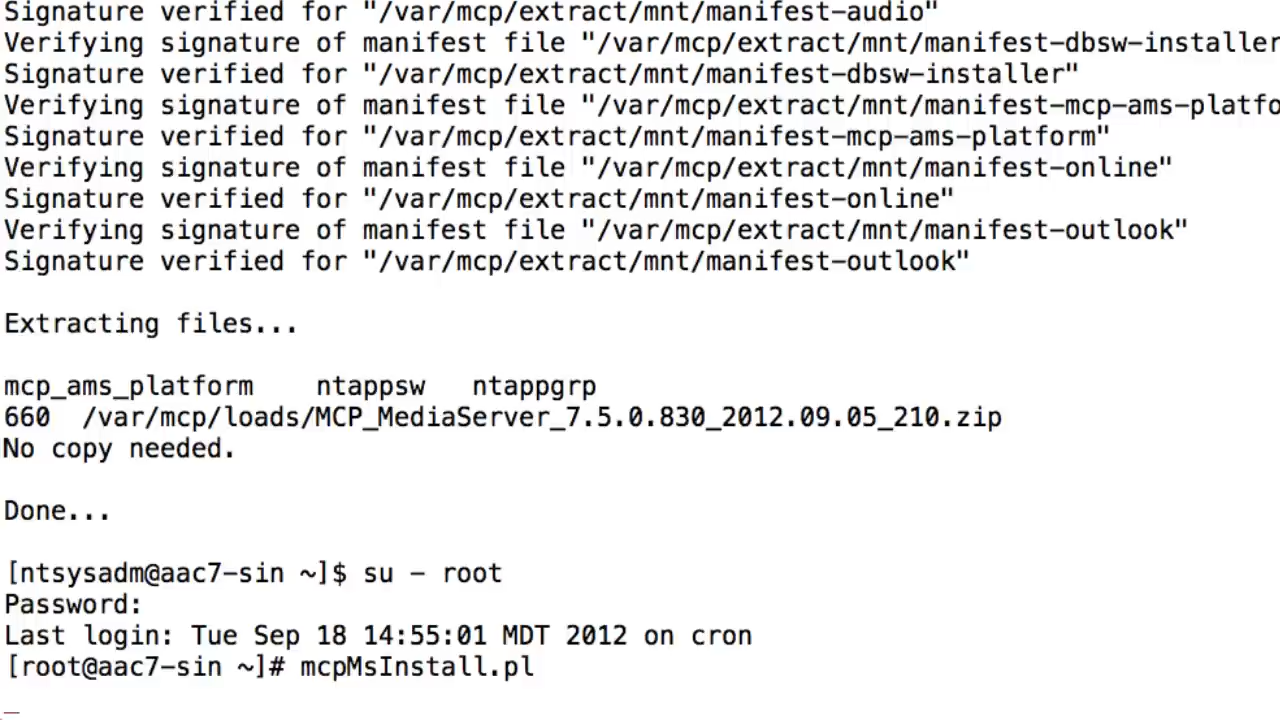 Signature verified for "/var/mcp/extract/mnt/manifest-audio"
Verifying signature of manifest file "/var/mcp/extract/mnt/manifest-dbsw-installer
Signature verified for "/var/mcp/extract/mnt/manifest-dbsw-installer"
Verifying signature of manifest file "/var/mcp/extract/mnt/manifest-mcp-ams-platfo
Signature verified for "/var/mcp/extract/mnt/manifest-mcp-ams-platform"
Verifying signature of manifest file "/var/mcp/extract/mnt/manifest-online"
Signature verified for "/var/mcp/extract/mnt/manifest-online"
Verifying signature of manifest file "/var/mcp/extract/mnt/manifest-outlook"
Signature verified for "/var/mcp/extract/mnt/manifest-outlook"
Extracting files...
mcp_ams_platform    ntappsw   ntappgrp
660  /var/mcp/loads/MCP_MediaServer_7.5.0.830_2012.09.05_210.zip
No copy needed.
Done...
[ntsysadm@aac7-sin ~]$ su - root
Password:
Last login: Tue Sep 18 14:55:01 MDT 2012 on cron
[root@aac7-sin ~]# mcpMsInstall.pl